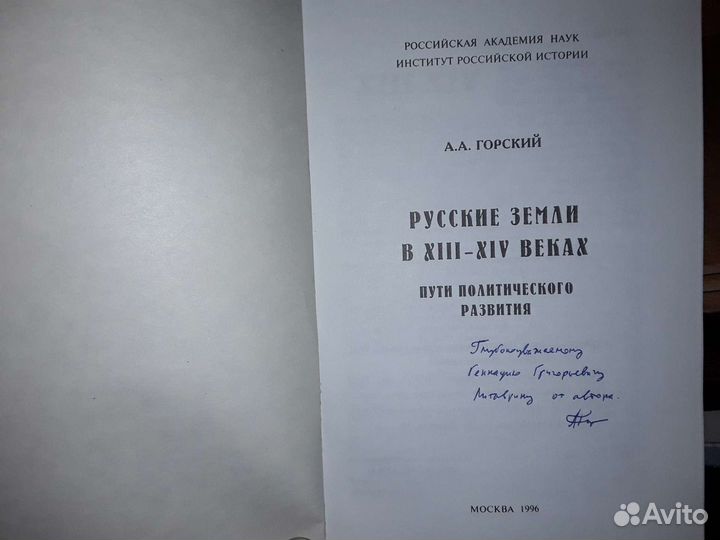 РОССИЙСКАЯ АКАДЕМИЯ НАУК
ИНСТИТУТ РОССИЙСКОЙ ИСТОРИИ
А.А. ГОРСКИЙ
РУССКИЕ ЗЕМЛИ
В XIII–XIV ВЕКАХ
ПУТИ ПОЛИТИЧЕСКОГО
РАЗВИТИЯ
Глубокоуважаемому
Геннадию Григорьевичу
Литаврину от автора.
МОСКВА 1996
Avito